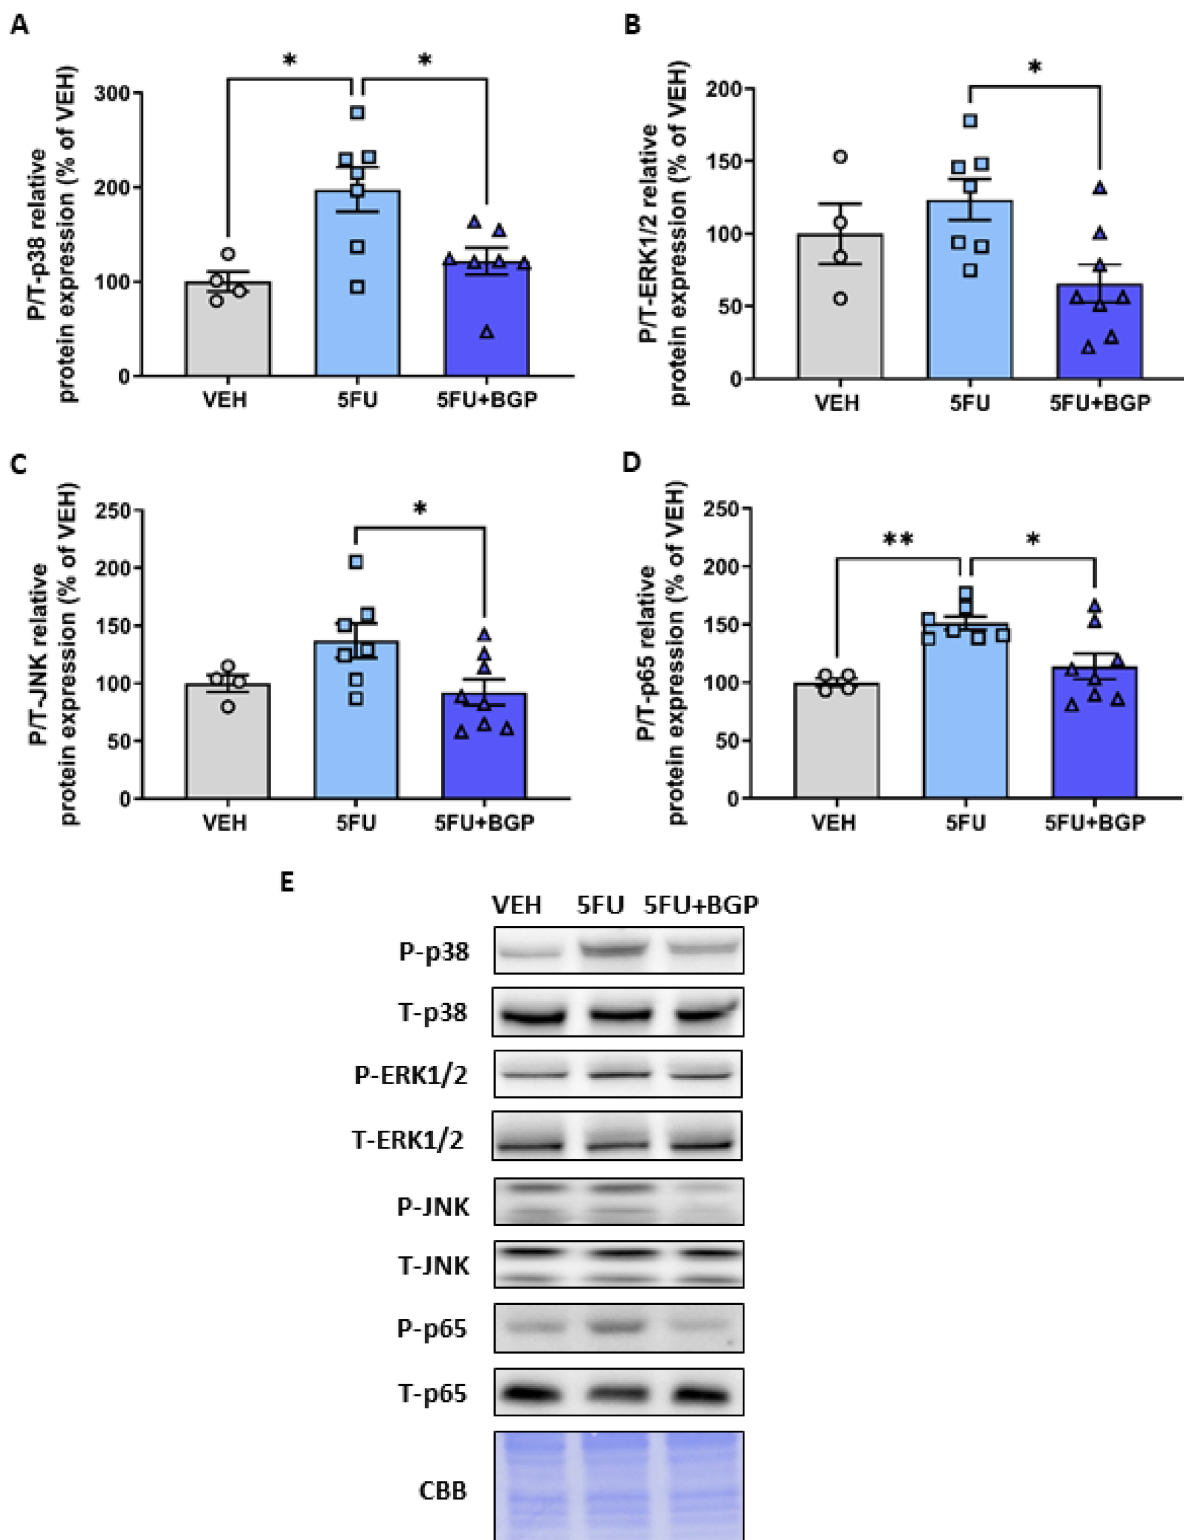 A
P/T-p38 relative
protein expression (% of VEH)
300
200
100
0
* *
VEH 5FU 5FU+BGP
B
P/T-ERK1/2 relative
protein expression (% of VEH)
200
150
100
50
0
*
VEH 5FU 5FU+BGP
C
P/T-JNK relative
protein expression (% of VEH)
250
200
150
100
50
0
*
VEH 5FU 5FU+BGP
D
P/T-p65 relative
protein expression (% of VEH)
250
200
150
100
50
0
** *
VEH 5FU 5FU+BGP
E
VEH 5FU 5FU+BGP
P-p38
T-p38
P-ERK1/2
T-ERK1/2
P-JNK
T-JNK
P-p65
T-p65
CBB